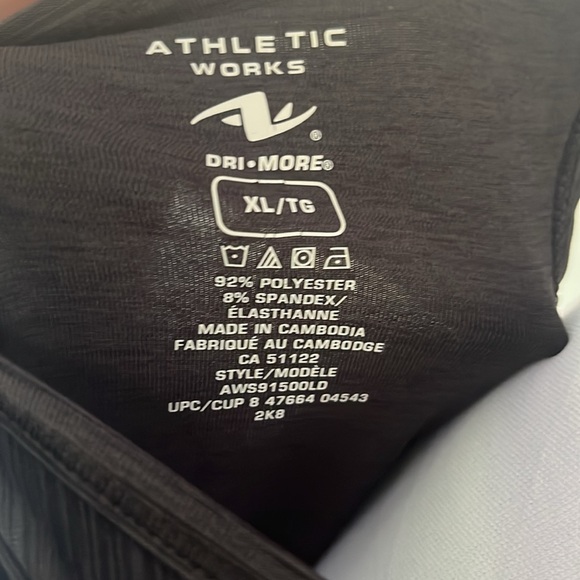 ATHLETIC
WORKS
®
DRI•MORE®
XL/TG
92% POLYESTER
8% SPANDEX/
ÉLASTHANNE
MADE IN CAMBODIA
FABRIQUÉ AU CAMBODGE
CA 51122
STYLE/MODÈLE
AWS91500LD
UPC/CUP 8 47664 04543
2K8